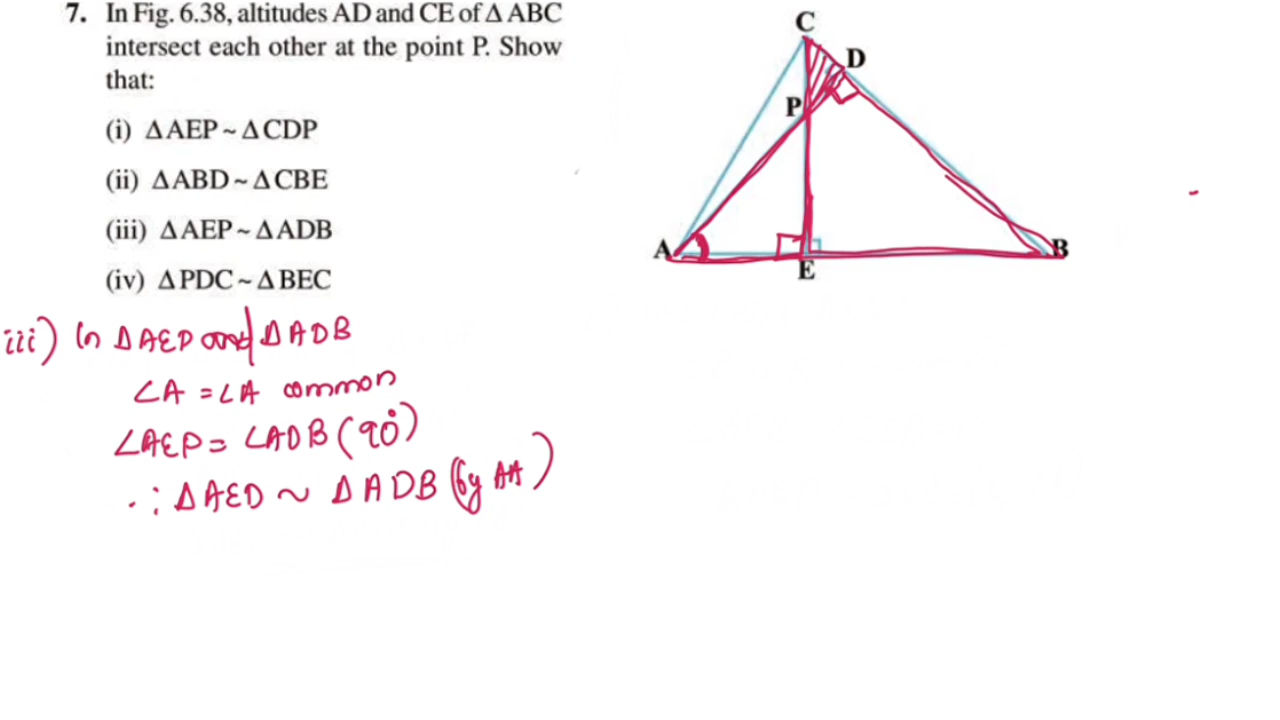 7. In Fig. 6.38, altitudes AD and CE of Δ ABC
intersect each other at the point P. Show
that:
(i) ΔAEP ~ ΔCDP
(ii) ΔABD ~ ΔCBE
(iii) ΔAEP ~ ΔADB
(iv) ΔPDC ~ ΔBEC
C
D
P
A
B
E
iii) In ΔAEP and ΔADB
∠A = ∠A common
∠AEP = ∠ADB (90°)
∴ ΔAED ~ ΔADB (by AA)